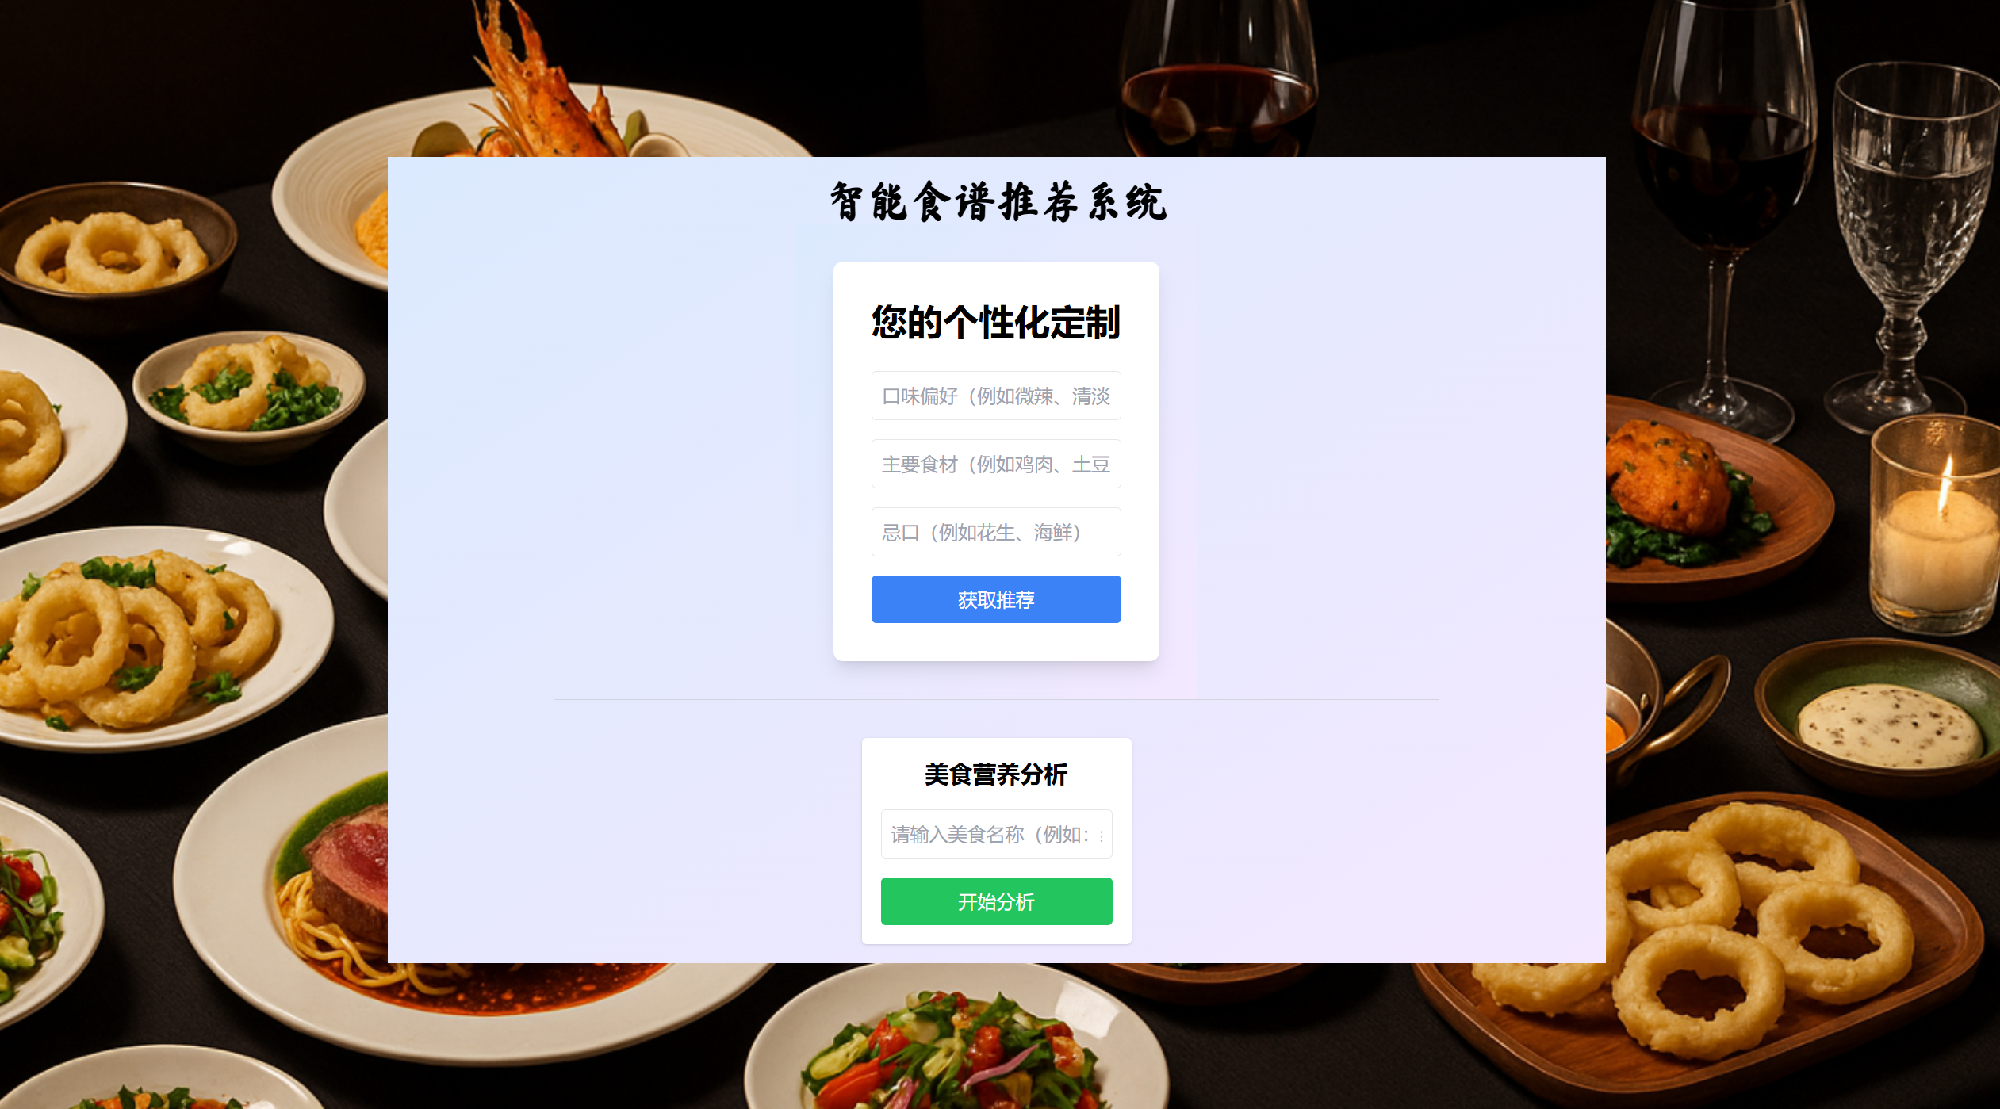 智能食谱推荐系统
您的个性化定制
口味偏好（例如微辣、清淡
主要食材（例如鸡肉、土豆
忌口（例如花生、海鲜）
获取推荐
美食营养分析
请输入美食名称（例如：
开始分析